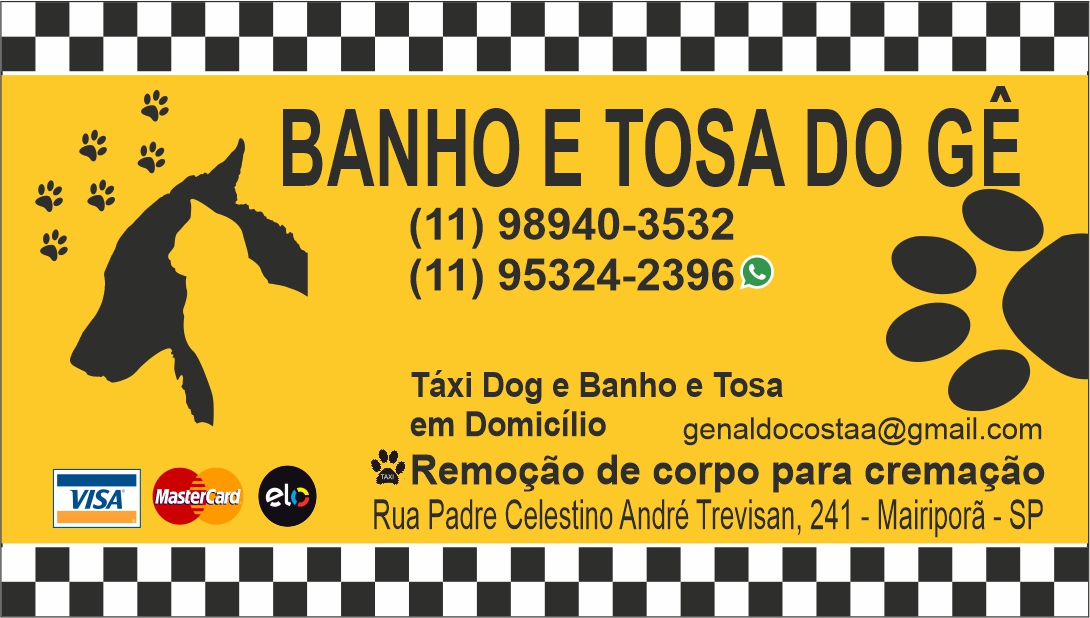 BANHO E TOSA DO GÊ
(11) 98940-3532
(11) 95324-2396
Táxi Dog e Banho e Tosa
em Domicílio
genaldocostaa@gmail.com
TAXI
Remoção de corpo para cremação
Rua Padre Celestino André Trevisan, 241 - Mairiporã - SP
VISA
MasterCard
elo